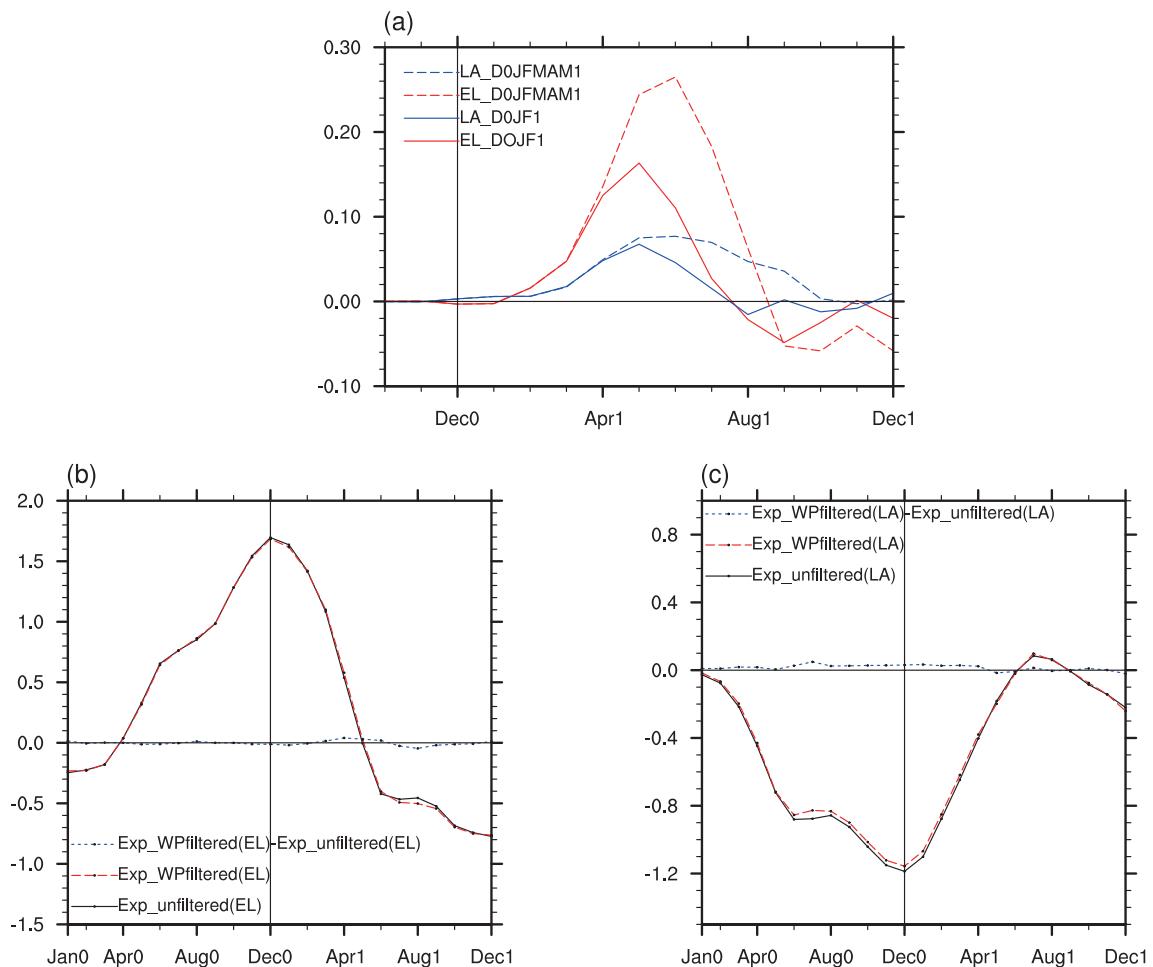 (a)
0.30
0.20
0.10
0.00
-0.10
LA_D0JFMAM1
EL_D0JFMAM1
LA_D0JF1
EL_DOJF1
Dec0 Apr1 Aug1 Dec1
(b)
2.0
1.5
1.0
0.5
0.0
-0.5
-1.0
-1.5
Exp_WPfiltered(EL)-Exp_unfiltered(EL)
Exp_WPfiltered(EL)
Exp_unfiltered(EL)
Jan0 Apr0 Aug0 Dec0 Apr1 Aug1 Dec1
(c)
0.8
0.4
0.0
-0.4
-0.8
-1.2
Exp_WPfiltered(LA)-Exp_unfiltered(LA)
Exp_WPfiltered(LA)
Exp_unfiltered(LA)
Jan0 Apr0 Aug0 Dec0 Apr1 Aug1 Dec1